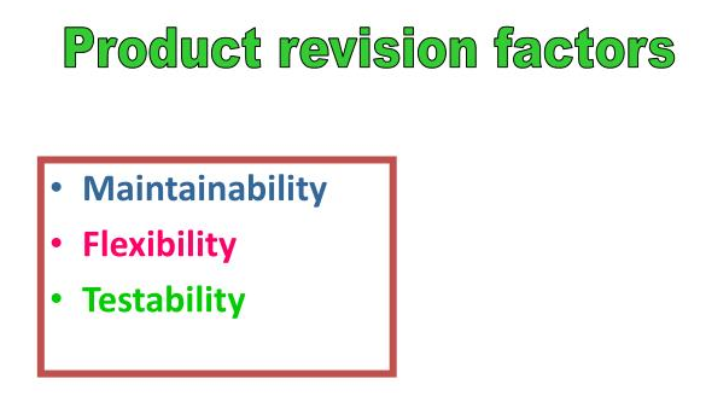 Product revision factors
• Maintainability
• Flexibility
• Testability